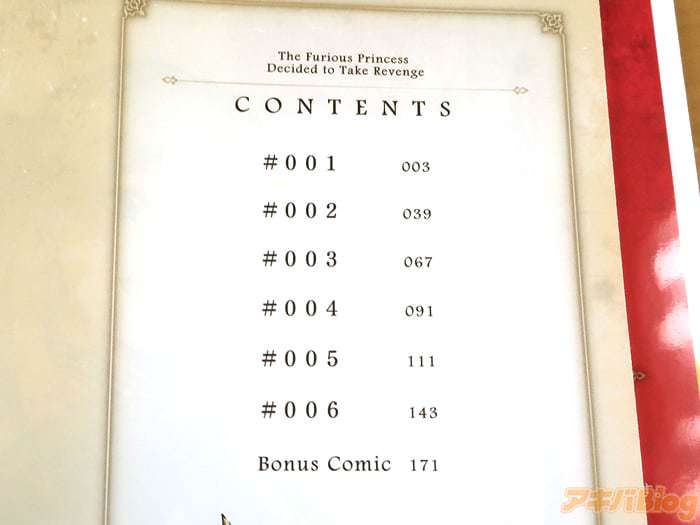 The Furious Princess
Decided to Take Revenge
CONTENTS
#001 003
#002 039
#003 067
#004 091
#005 111
#006 143
Bonus Comic 171
アキバBlog